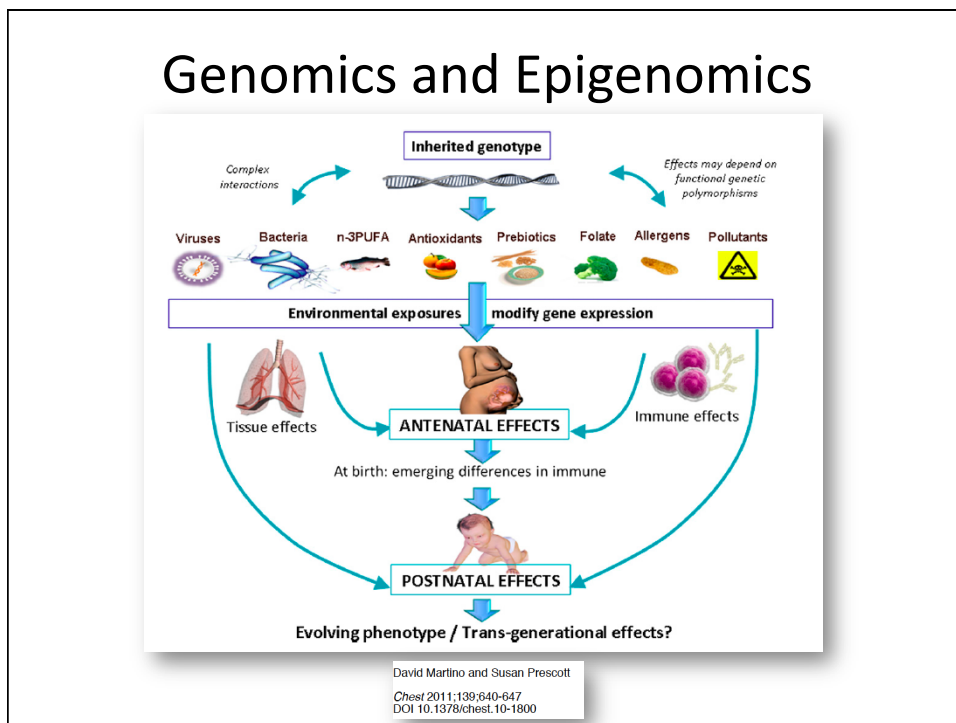 Genomics and Epigenomics
Inherited genotype
Complex
interactions
Effects may depend on
functional genetic
polymorphisms
Viruses Bacteria n-3PUFA Antioxidants Prebiotics Folate Allergens Pollutants
Environmental exposures modify gene expression
Tissue effects
Immune effects
ANTENATAL EFFECTS
At birth: emerging differences in immune
POSTNATAL EFFECTS
Evolving phenotype / Trans-generational effects?
David Martino and Susan Prescott
Chest 2011;139;640-647
DOI 10.1378/chest.10-1800